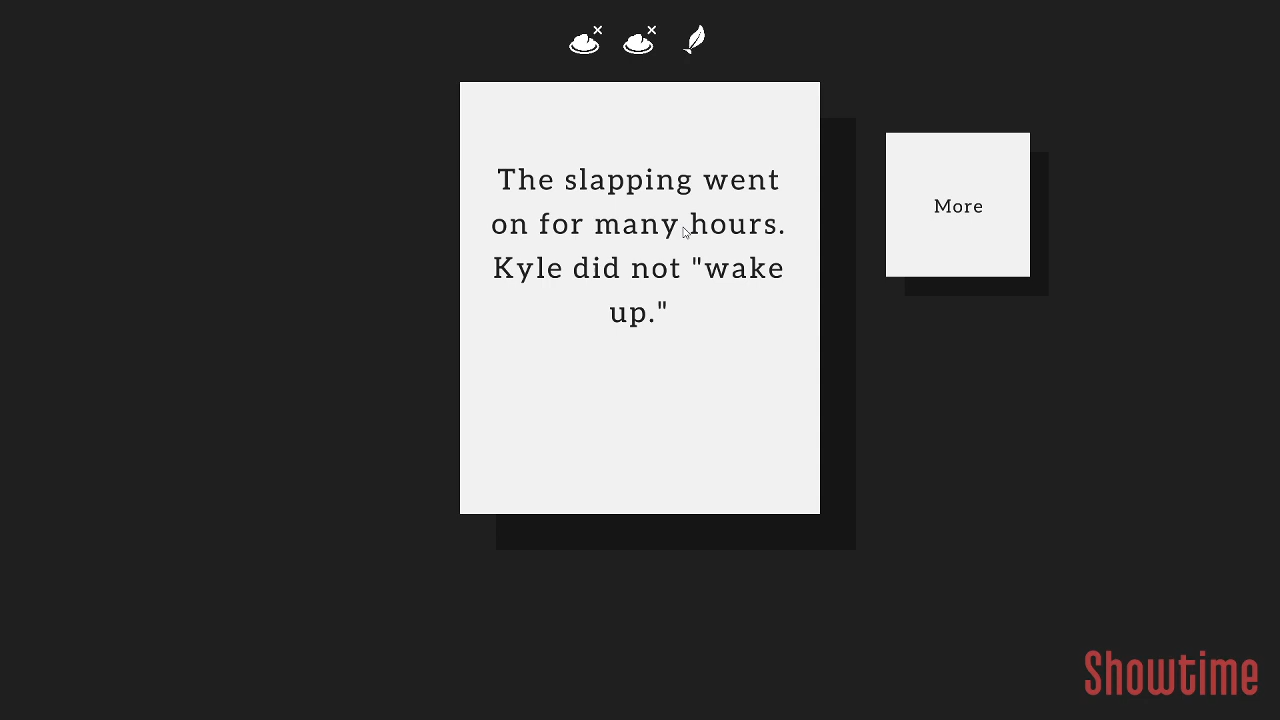 The slapping went
on for many hours.
Kyle did not "wake
up."
More
Showtime